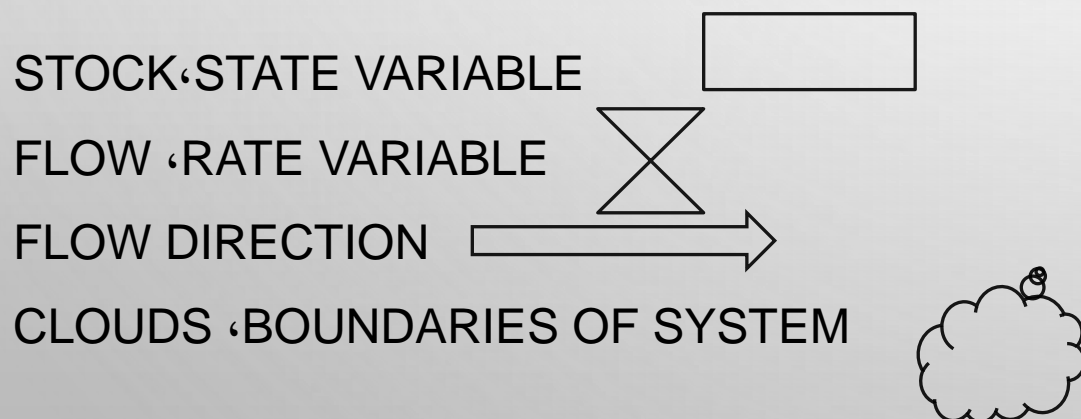 STOCK،STATE VARIABLE
FLOW ،RATE VARIABLE
FLOW DIRECTION
CLOUDS ،BOUNDARIES OF SYSTEM